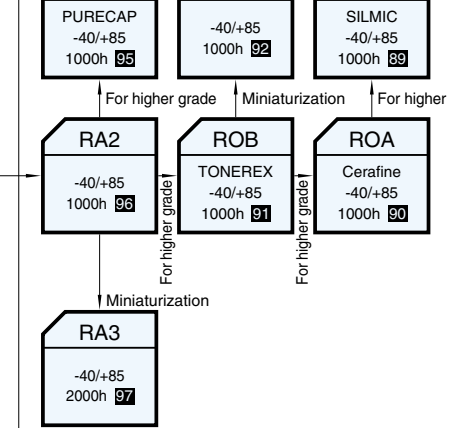 PURECAP
-40/+85
1000h 95
-40/+85
1000h 92
SILMIC
-40/+85
1000h 89
For higher grade
Miniaturization
For higher
RA2
-40/+85
1000h 96
For higher grade
ROB
TONEREX
-40/+85
1000h 91
For higher grade
ROA
Cerafine
-40/+85
1000h 90
Miniaturization
RA3
-40/+85
2000h 97